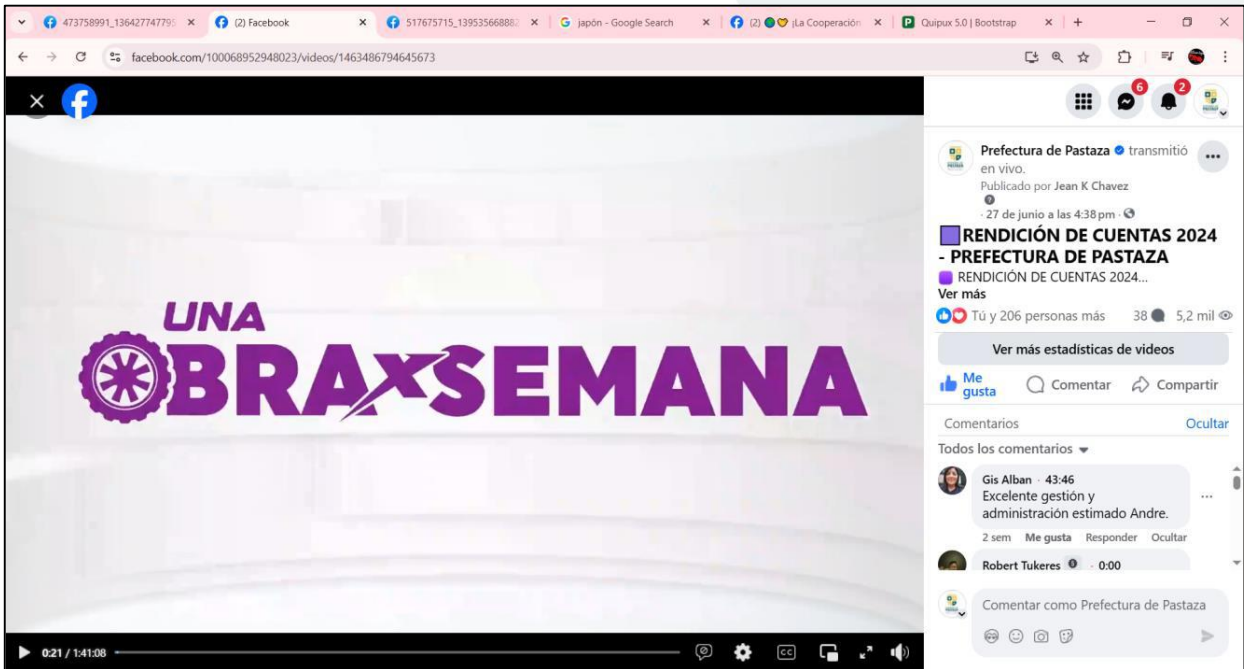 473758991_136427747795
(2) Facebook
517675715_13953566888
japón - Google Search
(2) 🌎🤝 ¡La Cooperación
Quipux 5.0 | Bootstrap
facebook.com/100068952948023/videos/1463486794645673
6
2
UNA
OBRAXSEMANA
0:21 / 1:41:08
CC
Prefectura de Pastaza transmitió
en vivo.
Publicado por Jean K Chavez
· 27 de junio a las 4:38 pm ·
🟪RENDICIÓN DE CUENTAS 2024
- PREFECTURA DE PASTAZA
🟪 RENDICIÓN DE CUENTAS 2024...
Ver más
Tú y 206 personas más 38 5,2 mil
Ver más estadísticas de videos
Me
gusta
Comentar
Compartir
Comentarios Ocultar
Todos los comentarios
Gis Alban · 43:46
Excelente gestión y
administración estimado Andre.
2 sem Me gusta Responder Ocultar
Robert Tukeres · 0:00
Comentar como Prefectura de Pastaza